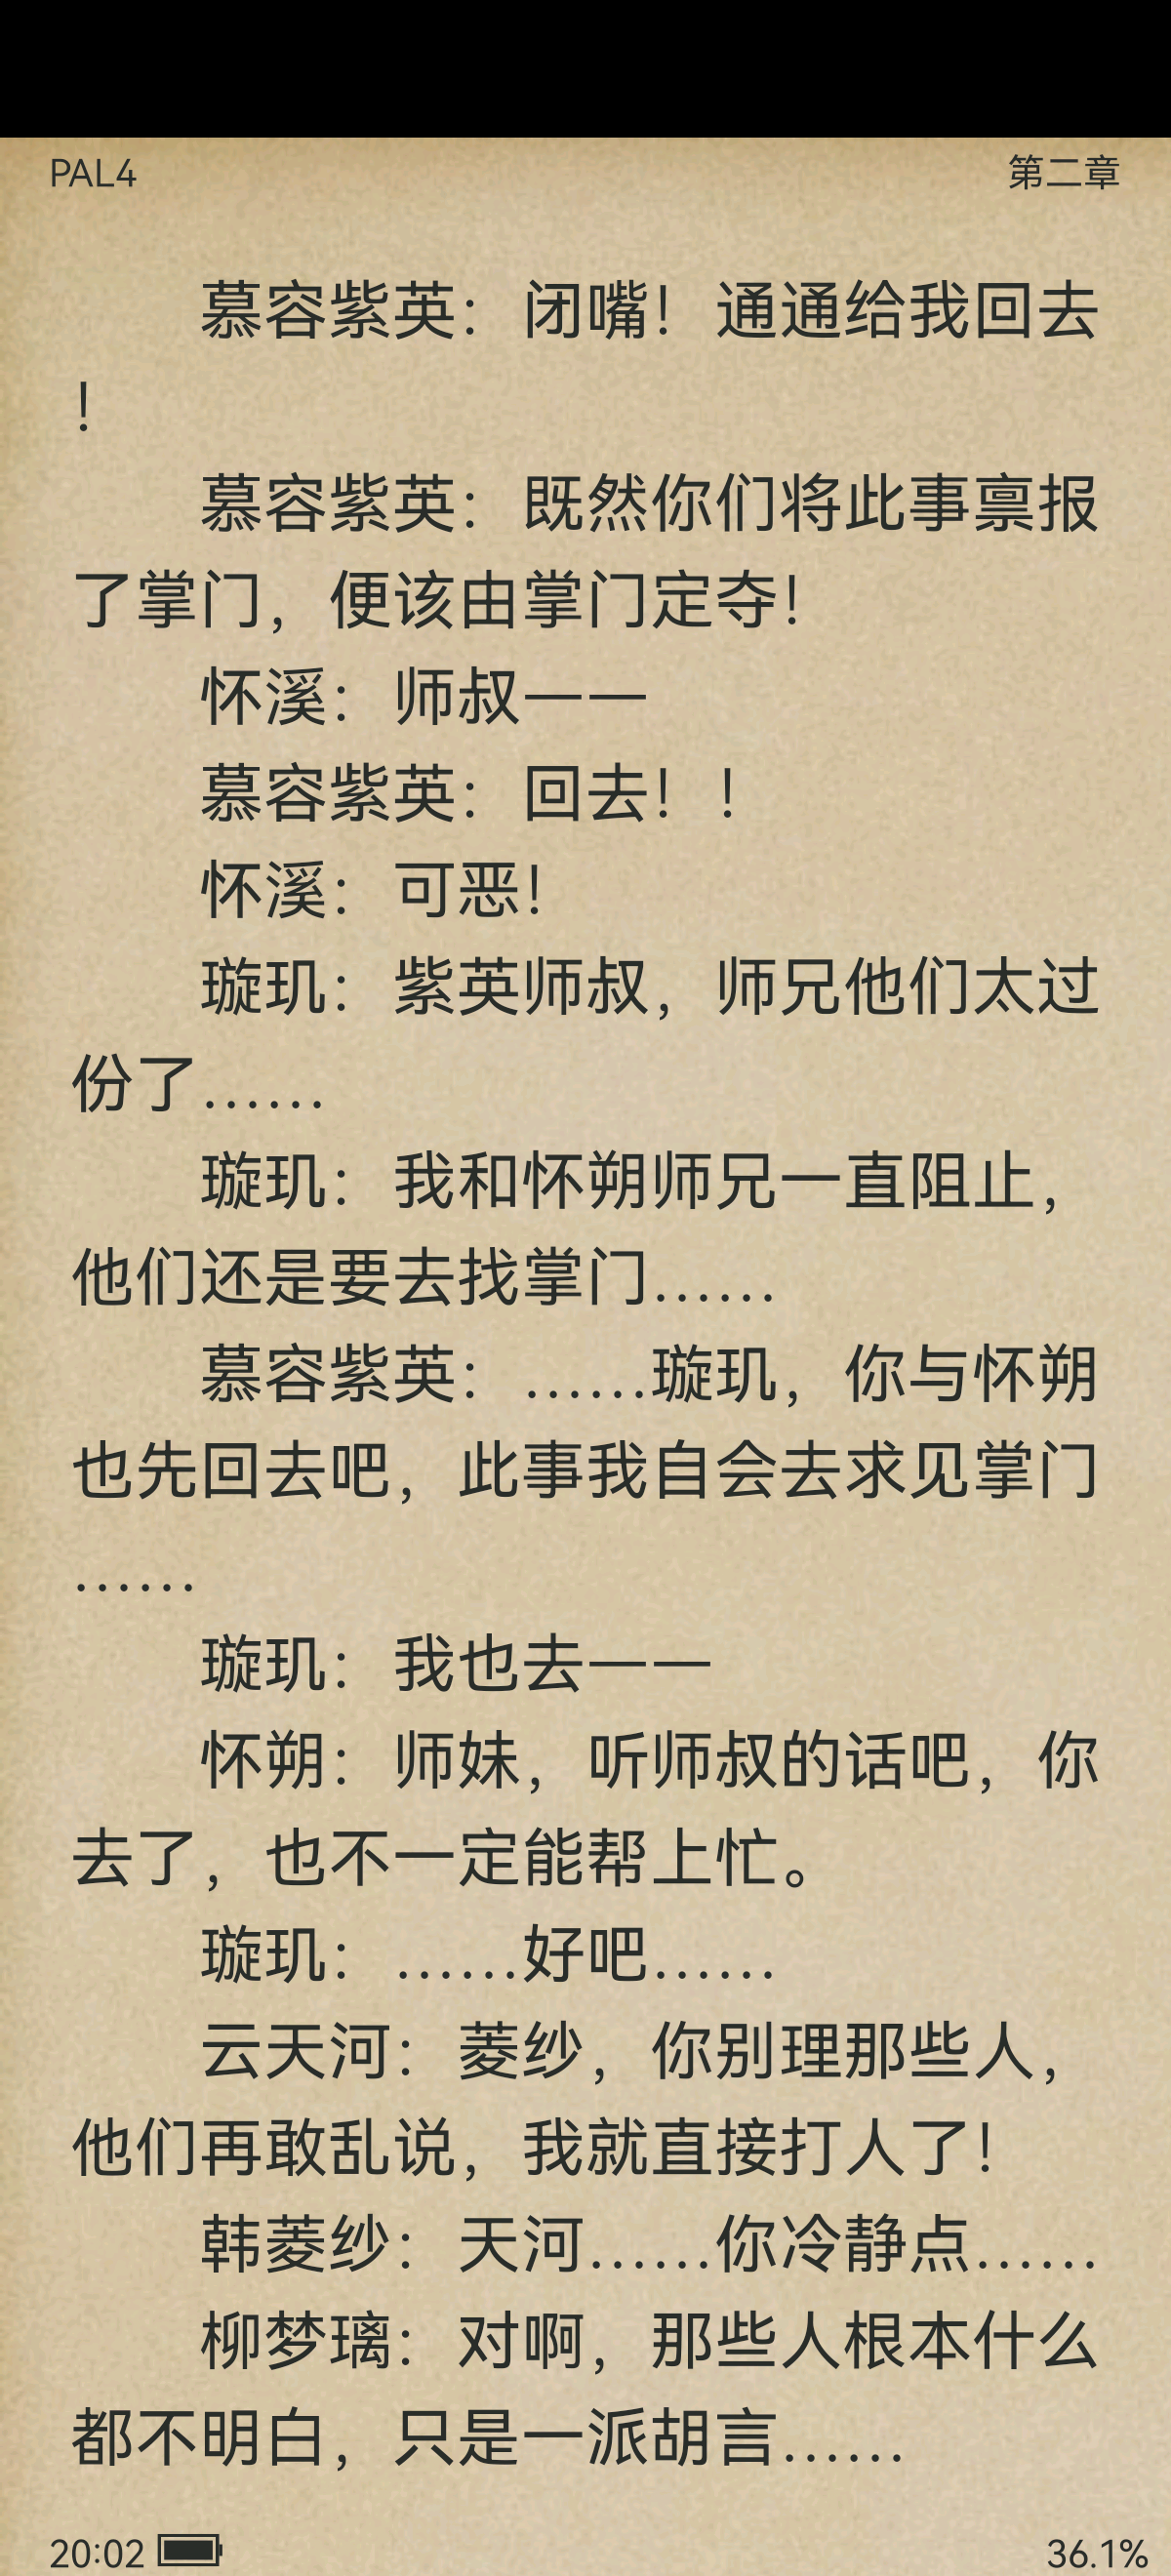 PAL4
第二章
慕容紫英：闭嘴！通通给我回去
！
慕容紫英：既然你们将此事禀报
了掌门，便该由掌门定夺！
怀溪：师叔——
慕容紫英：回去！！
怀溪：可恶！
璇玑：紫英师叔，师兄他们太过
份了……
璇玑：我和怀朔师兄一直阻止，
他们还是要去找掌门……
慕容紫英：……璇玑，你与怀朔
也先回去吧，此事我自会去求见掌门
……
璇玑：我也去——
怀朔：师妹，听师叔的话吧，你
去了，也不一定能帮上忙。
璇玑：……好吧……
云天河：菱纱，你别理那些人，
他们再敢乱说，我就直接打人了！
韩菱纱：天河……你冷静点……
柳梦璃：对啊，那些人根本什么
都不明白，只是一派胡言……
20:02
36.1%